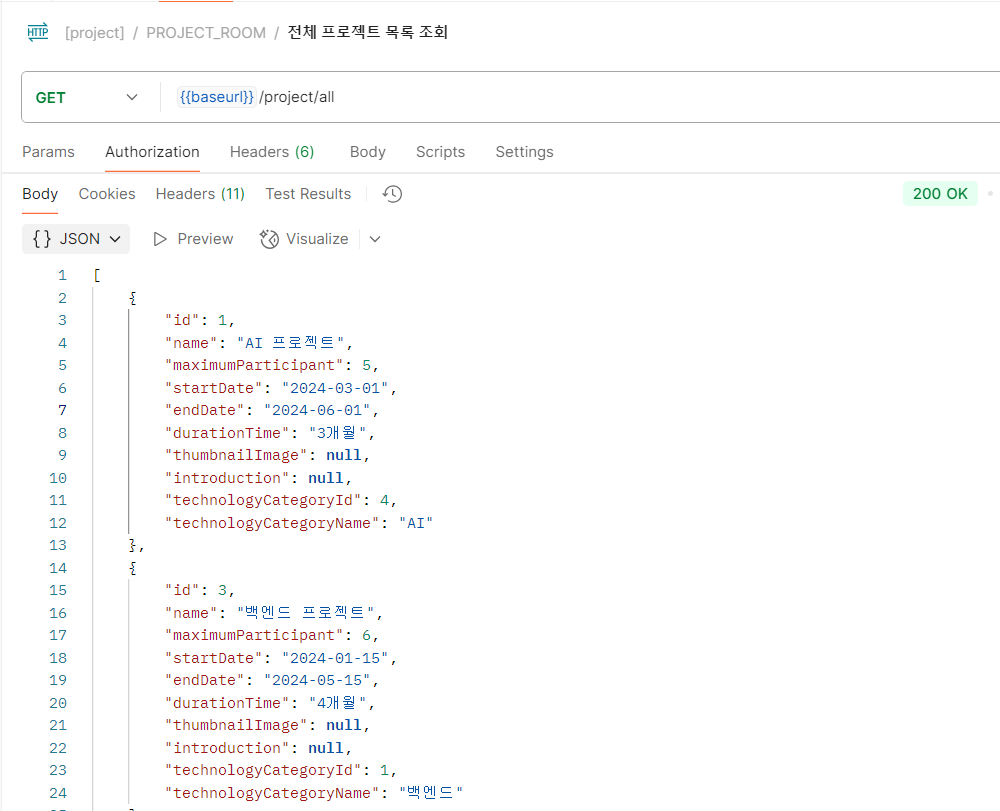 HTTP [project] / PROJECT_ROOM / 전체 프로젝트 목록 조회
GET {{baseurl}} /project/all
Params Authorization Headers (6) Body Scripts Settings
Body Cookies Headers (11) Test Results 200 OK
{} JSON Preview Visualize
1 [
2 {
3 "id": 1,
4 "name": "AI 프로젝트",
5 "maximumParticipant": 5,
6 "startDate": "2024-03-01",
7 "endDate": "2024-06-01",
8 "durationTime": "3개월",
9 "thumbnailImage": null,
10 "introduction": null,
11 "technologyCategoryId": 4,
12 "technologyCategoryName": "AI"
13 },
14 {
15 "id": 3,
16 "name": "백엔드 프로젝트",
17 "maximumParticipant": 6,
18 "startDate": "2024-01-15",
19 "endDate": "2024-05-15",
20 "durationTime": "4개월",
21 "thumbnailImage": null,
22 "introduction": null,
23 "technologyCategoryId": 1,
24 "technologyCategoryName": "백엔드"